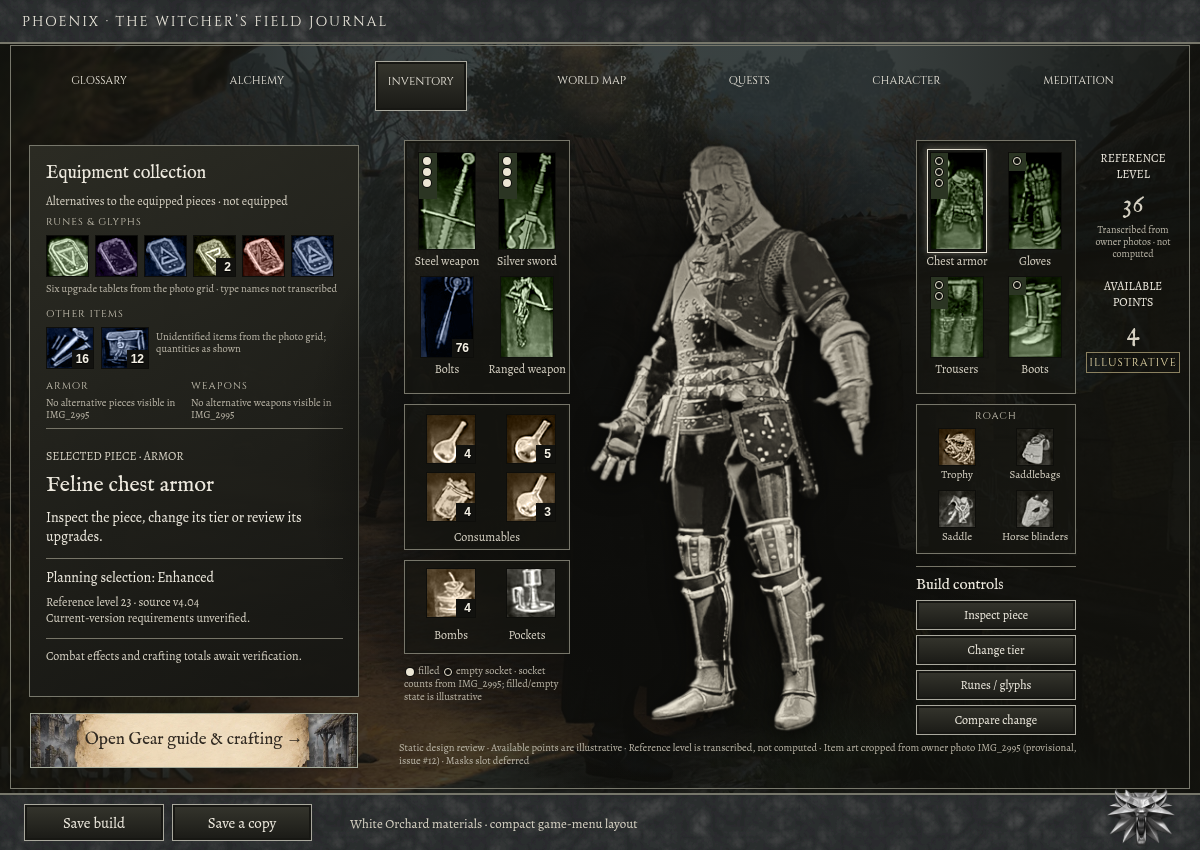 PHOENIX · THE WITCHER'S FIELD JOURNAL
GLOSSARY
ALCHEMY
INVENTORY
WORLD MAP
QUESTS
CHARACTER
MEDITATION
Equipment collection
Alternatives to the equipped pieces · not equipped
RUNES & GLYPHS
2
Six upgrade tablets from the photo grid · type names not transcribed
OTHER ITEMS
16
12
Unidentified items from the photo grid;
quantities as shown
ARMOR
No alternative pieces visible in
IMG_2995
WEAPONS
No alternative weapons visible in
IMG_2995
SELECTED PIECE · ARMOR
Feline chest armor
Inspect the piece, change its tier or review its
upgrades.
Planning selection: Enhanced
Reference level 23 · source v4.04
Current-version requirements unverified.
Combat effects and crafting totals await verification.
Open Gear guide & crafting →
Steel weapon
Silver sword
76
Bolts
Ranged weapon
4
5
4
3
Consumables
4
Bombs
Pockets
filled
empty socket · socket
counts from IMG_2995; filled/empty
state is illustrative
Chest armor
Gloves
Trousers
Boots
ROACH
Trophy
Saddlebags
Saddle
Horse blinders
Build controls
Inspect piece
Change tier
Runes / glyphs
Compare change
REFERENCE
LEVEL
36
Transcribed from
owner photos · not
computed
AVAILABLE
POINTS
4
ILLUSTRATIVE
Static design review · Available points are illustrative · Reference level is transcribed, not computed · Item art cropped from owner photo IMG_2995 (provisional,
issue #12) · Masks slot deferred
Save build
Save a copy
White Orchard materials · compact game-menu layout